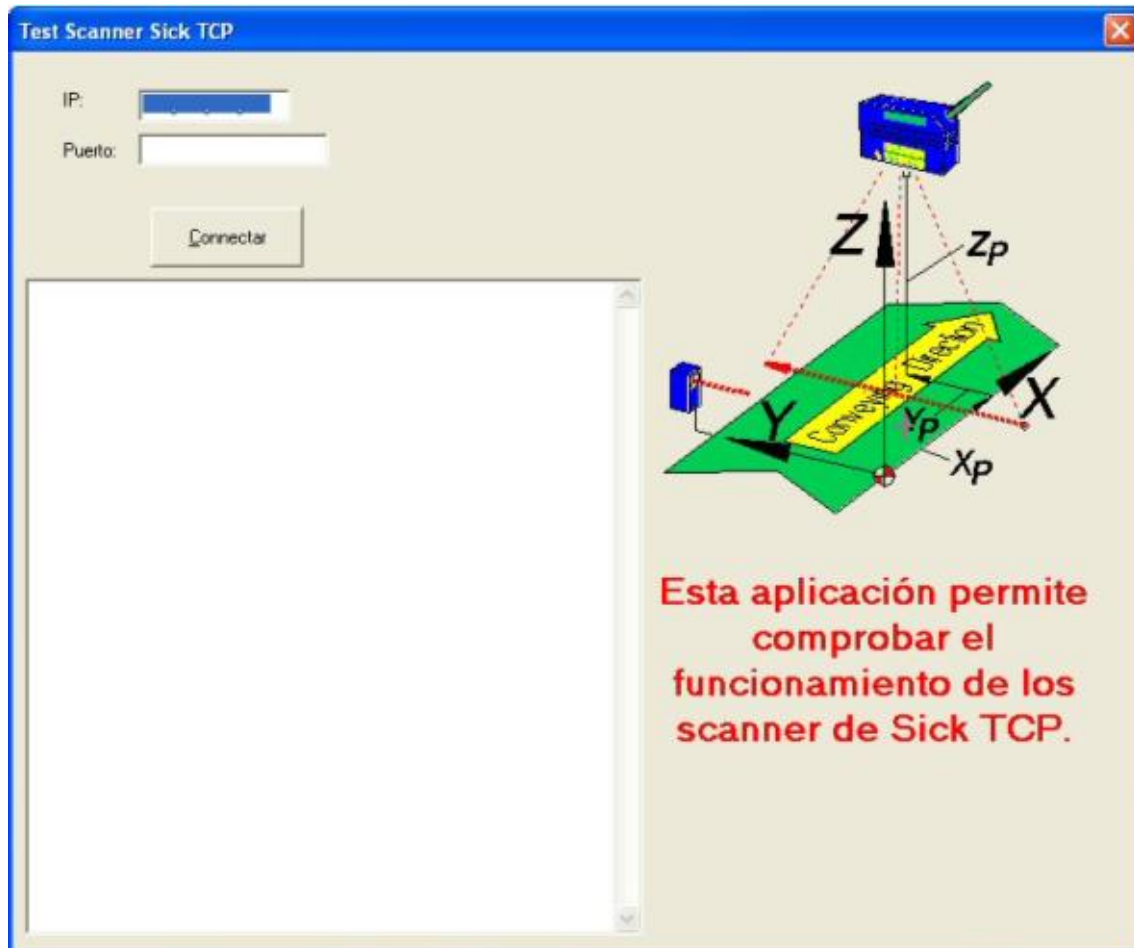 Test Scanner Sick TCP
IP:
Puerto:
Connectar
Z
ZP
Conveying Direction
X
Y
YP
XP
Esta aplicación permite
comprobar el
funcionamiento de los
scanner de Sick TCP.